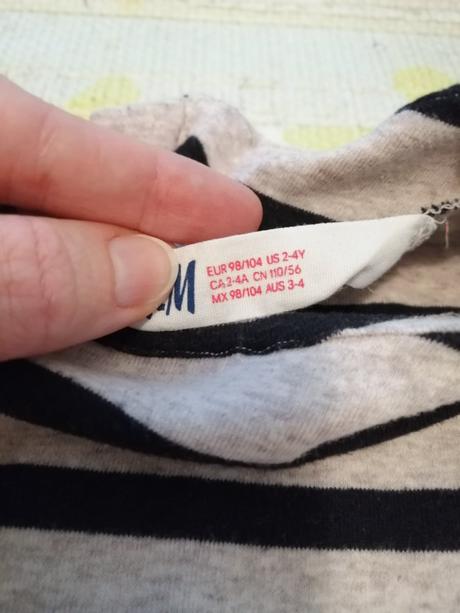 M
EUR 98/104 US 2-4Y
CA 2-4A CN 110/56
MX 98/104 AUS 3-4